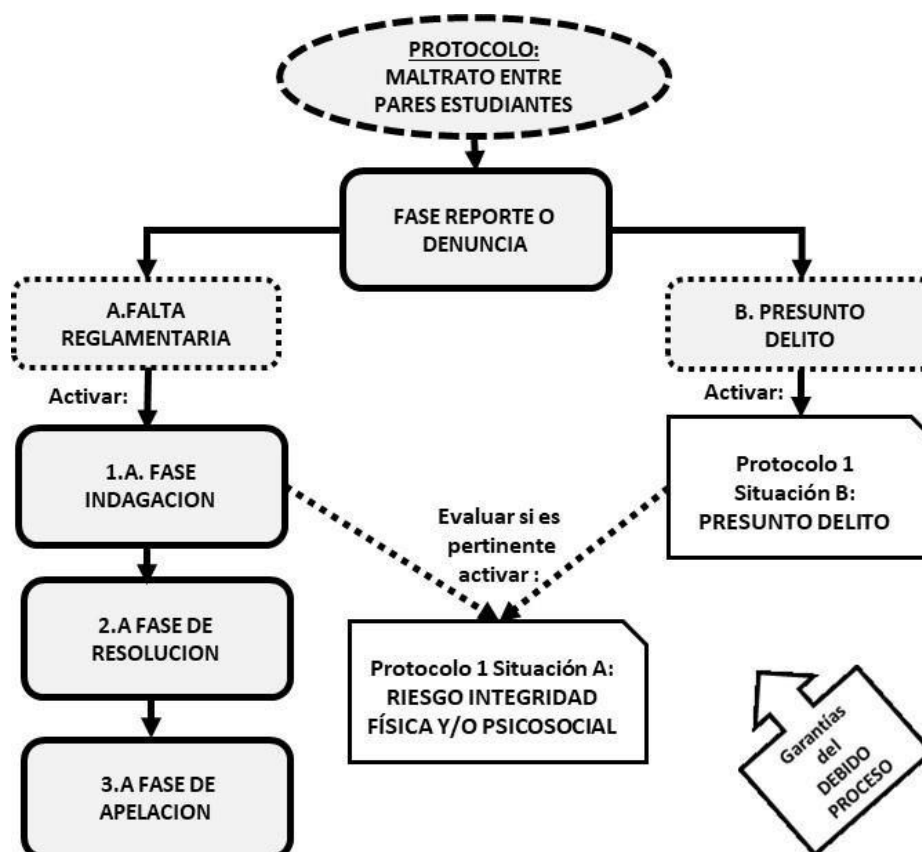 PROTOCOLO:
MALTRATO ENTRE
PARES ESTUDIANTES
FASE REPORTE O
DENUNCIA
A.FALTA
REGLAMENTARIA
B. PRESUNTO
DELITO
Activar:
Activar:
1.A. FASE
INDAGACION
Protocolo 1
Situación B:
PRESUNTO DELITO
Evaluar si es
pertinente
activar :
2.A FASE DE
RESOLUCION
Protocolo 1 Situación A:
RIESGO INTEGRIDAD
FÍSICA Y/O PSICOSOCIAL
3.A FASE DE
APELACION
Garantías
del
DEBIDO
PROCESO